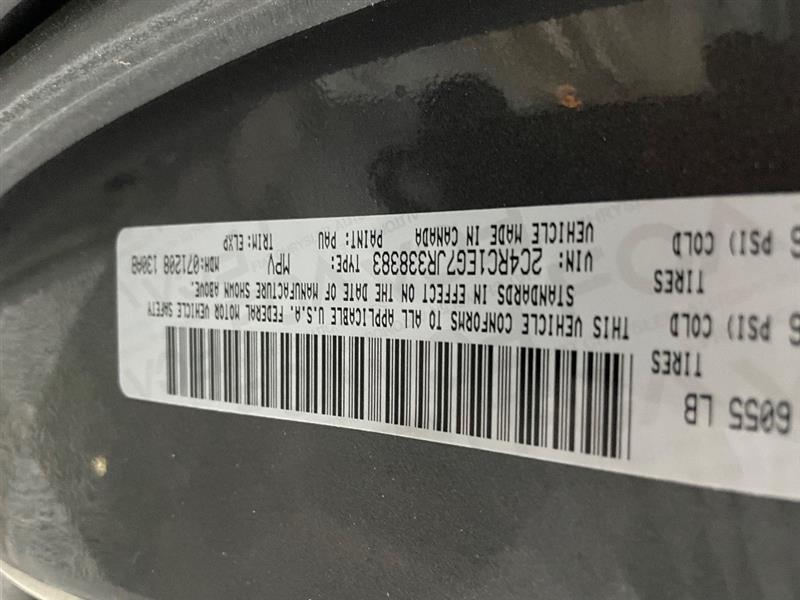 6055 LB
TIRES
S PSI) COLD
TIRES
S PSI) COLD
THIS VEHICLE CONFORMS TO ALL APPLICABLE U.S.A. FEDERAL MOTOR VEHICLE SAFETY
STANDARDS IN EFFECT ON THE DATE OF MANUFACTURE SHOWN ABOVE.
VIN: 2C4RC1EG7JR338383 TYPE: MPV MDH: 071208 130AB
VEHICLE MADE IN CANADA PAINT: PAU TRIM: ELXP